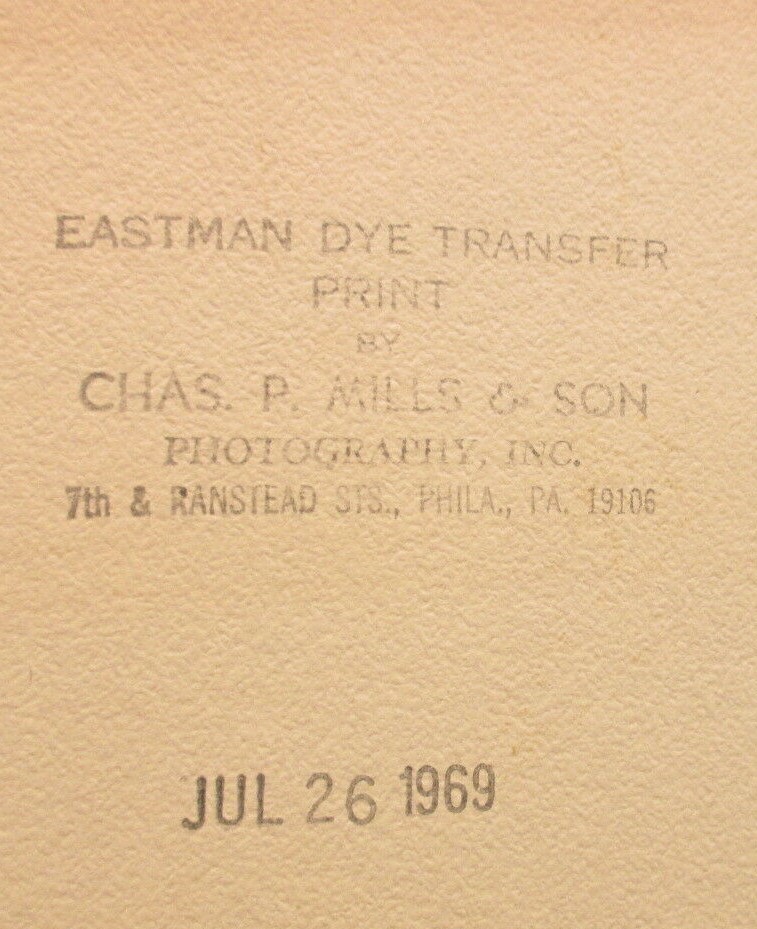 EASTMAN DYE TRANSFER
PRINT
BY
CHAS. P. MILLS & SON
PHOTOGRAPHY, INC.
7th & RANSTEAD STS., PHILA., PA. 19106
JUL 26 1969